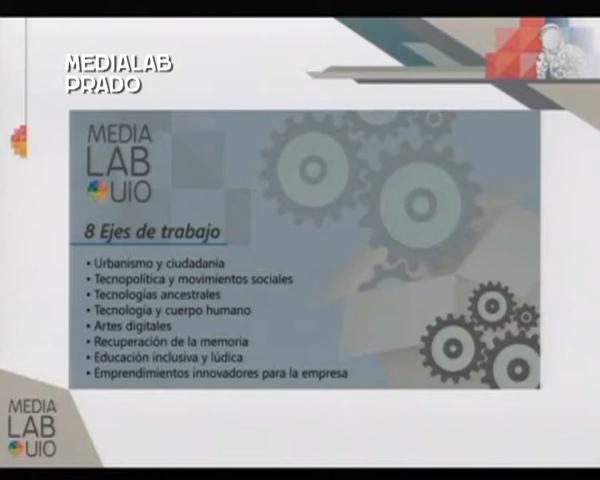 MEDIALAB
PRADO
MEDIA
LAB
UIO
8 Ejes de trabajo
• Urbanismo y ciudadanía
• Tecnopolítica y movimientos sociales
• Tecnologías ancestrales
• Tecnología y cuerpo humano
• Artes digitales
• Recuperación de la memoria
• Educación inclusiva y lúdica
• Emprendimientos innovadores para la empresa
MEDIA
LAB
UIO